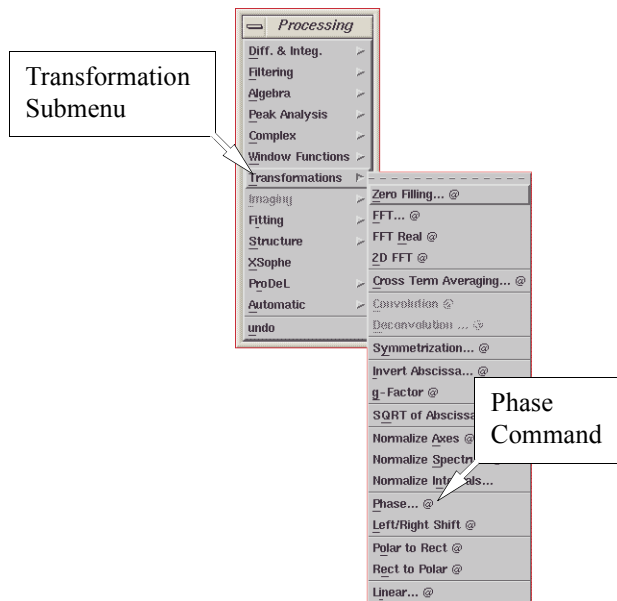 Processing
Diff. & Integ.
Filtering
Algebra
Peak Analysis
Complex
Window Functions
Transformations
Imaging
Fitting
Structure
XSophe
ProDeL
Automatic
undo
Transformation
Submenu
Zero Filling... @
FFT... @
FFT Real @
2D FFT @
Cross Term Averaging... @
Convolution @
Deconvolution ... @
Symmetrization... @
Invert Abscissa... @
g-Factor @
SQRT of Abscissa
Normalize Axes @
Normalize Spectru
Normalize Intervals...
Phase... @
Left/Right Shift @
Polar to Rect @
Rect to Polar @
Linear... @
Phase
Command